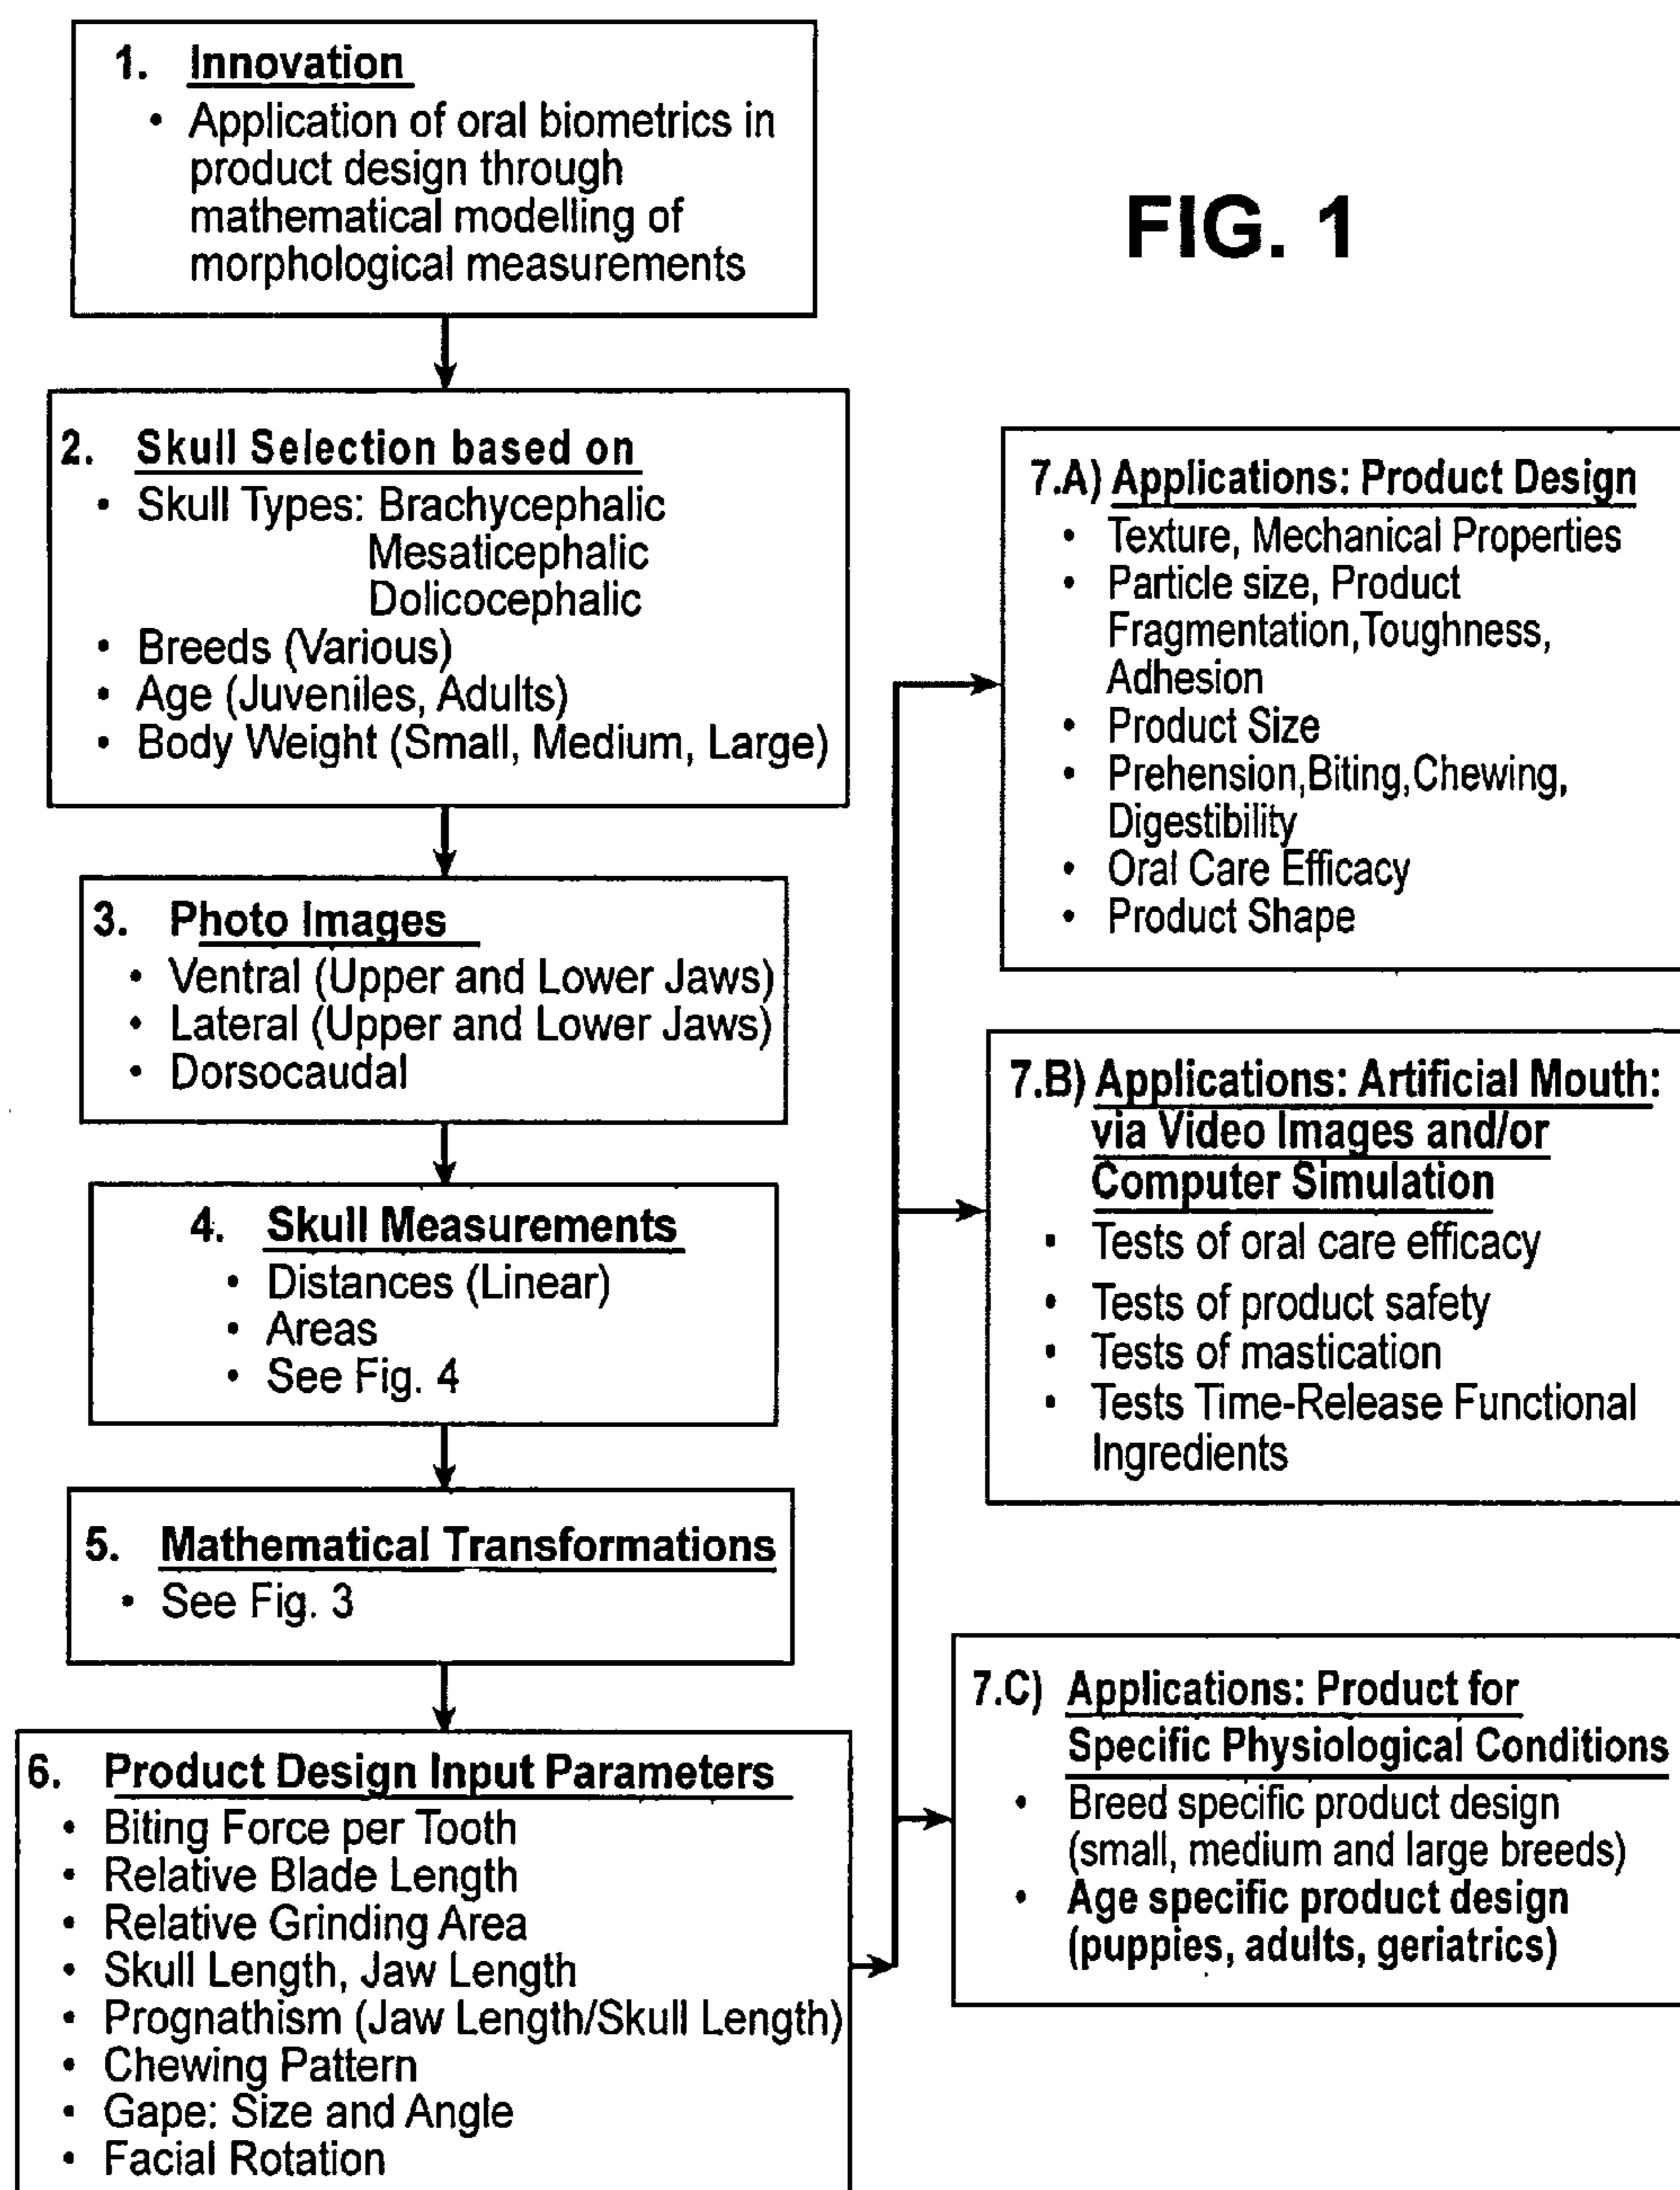 FIG. 1
1. Innovation
• Application of oral biometrics in
product design through
mathematical modelling of
morphological measurements
2. Skull Selection based on
• Skull Types: Brachycephalic
Mesaticephalic
Dolicocephalic
• Breeds (Various)
• Age (Juveniles, Adults)
• Body Weight (Small, Medium, Large)
3. Photo Images
• Ventral (Upper and Lower Jaws)
• Lateral (Upper and Lower Jaws)
• Dorsocaudal
4. Skull Measurements
• Distances (Linear)
• Areas
• See Fig. 4
5. Mathematical Transformations
• See Fig. 3
6. Product Design Input Parameters
• Biting Force per Tooth
• Relative Blade Length
• Relative Grinding Area
• Skull Length, Jaw Length
• Prognathism (Jaw Length/Skull Length)
• Chewing Pattern
• Gape: Size and Angle
• Facial Rotation
7.A) Applications: Product Design
• Texture, Mechanical Properties
• Particle size, Product
Fragmentation,Toughness,
Adhesion
• Product Size
• Prehension,Biting,Chewing,
Digestibility
• Oral Care Efficacy
• Product Shape
7.B) Applications: Artificial Mouth:
via Video Images and/or
Computer Simulation
• Tests of oral care efficacy
• Tests of product safety
• Tests of mastication
• Tests Time-Release Functional
Ingredients
7.C) Applications: Product for
Specific Physiological Conditions
• Breed specific product design
(small, medium and large breeds)
• Age specific product design
(puppies, adults, geriatrics)